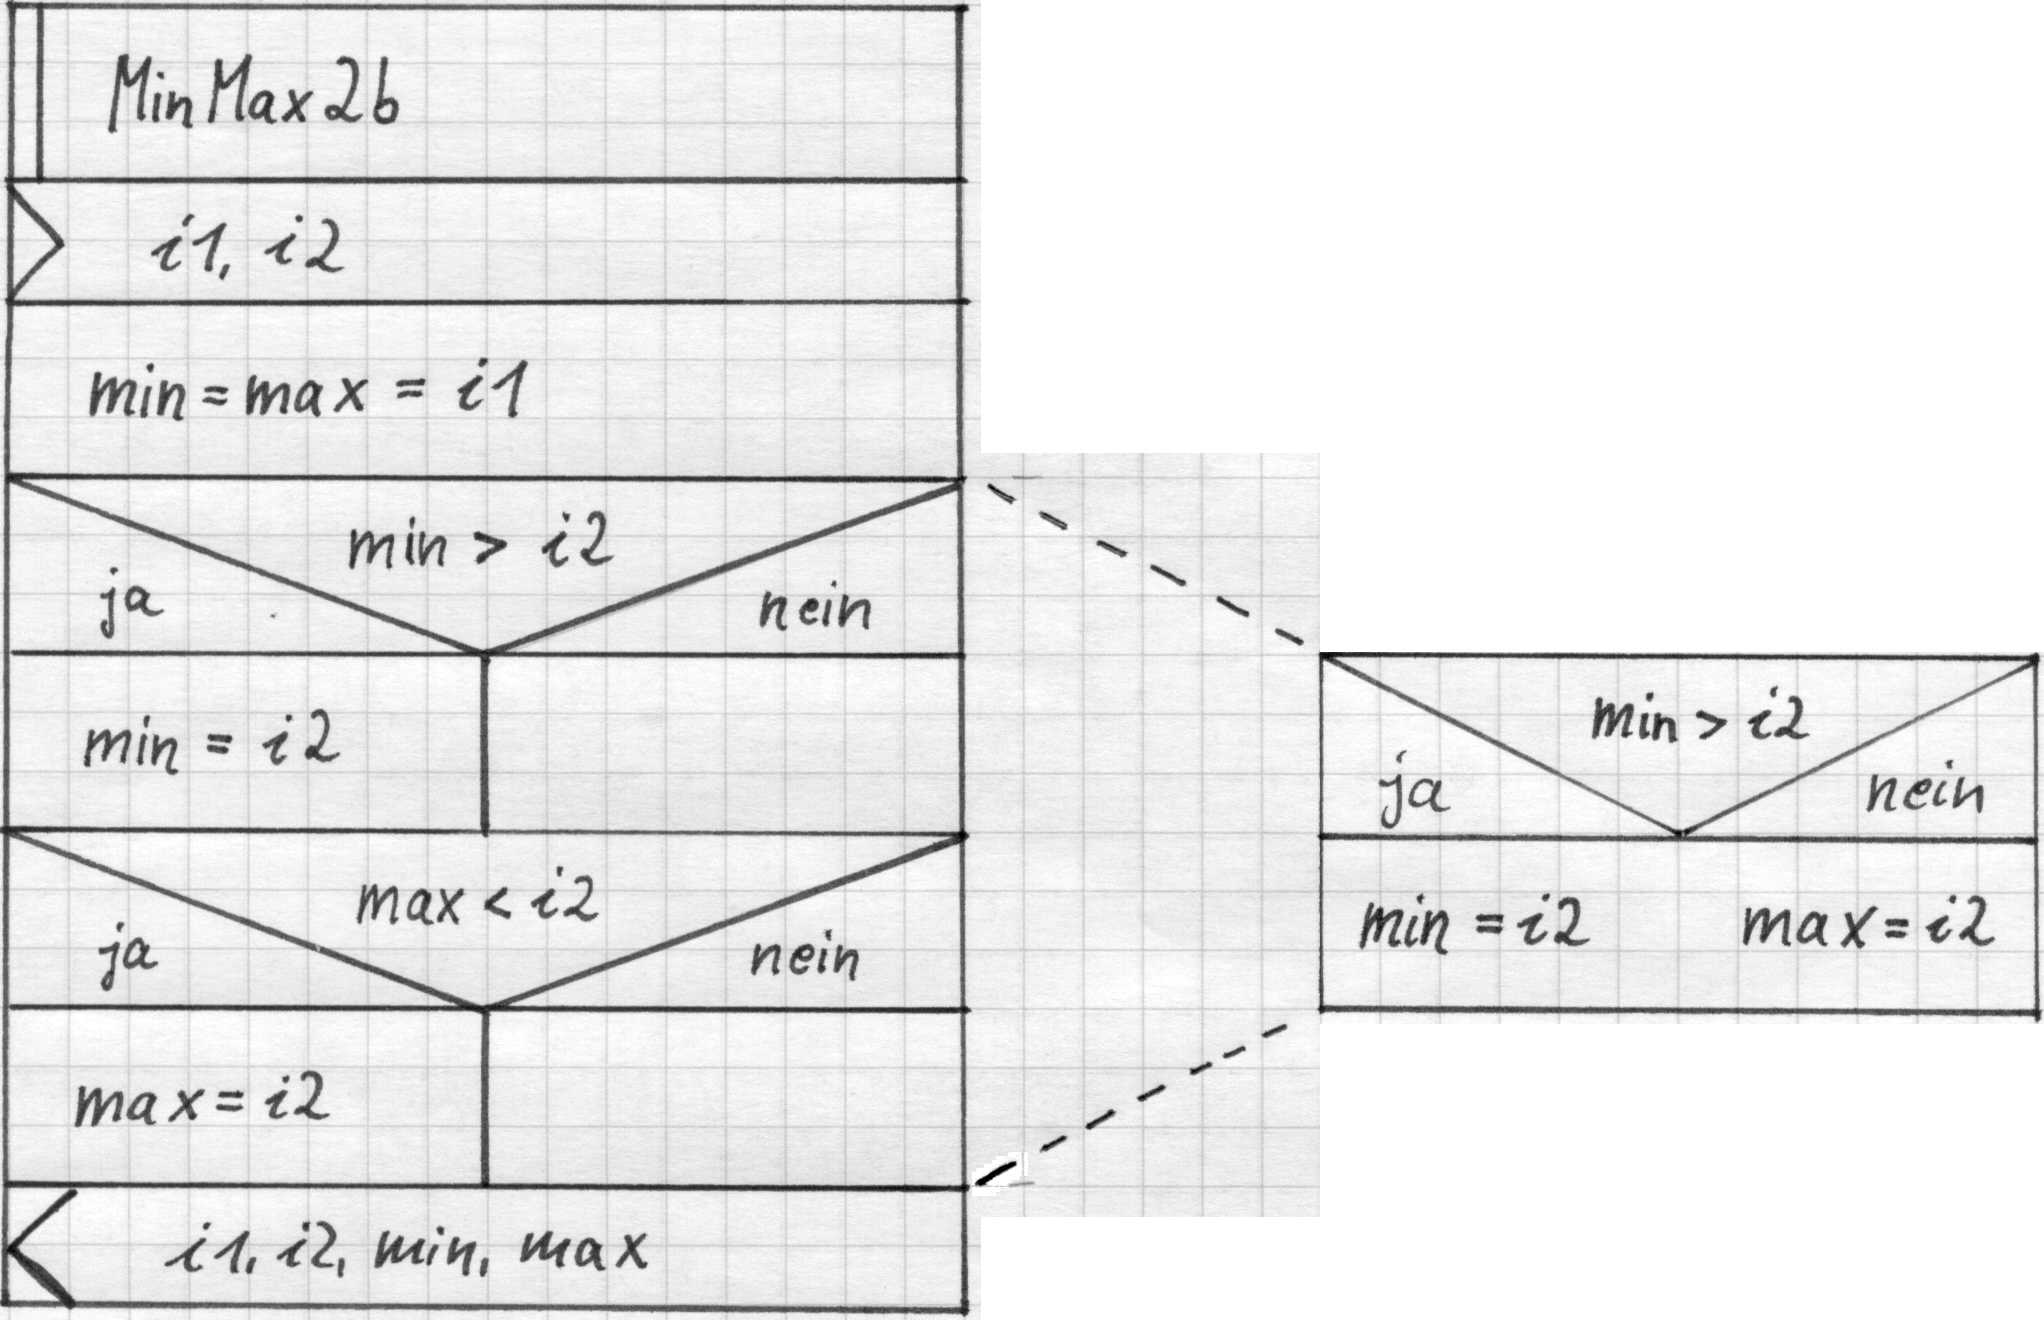 MinMax2b
i1, i2
min = max = i1
min > i2
ja nein
min = i2
max < i2
ja nein
max = i2
i1, i2, min, max
min > i2
ja nein
min = i2 max = i2